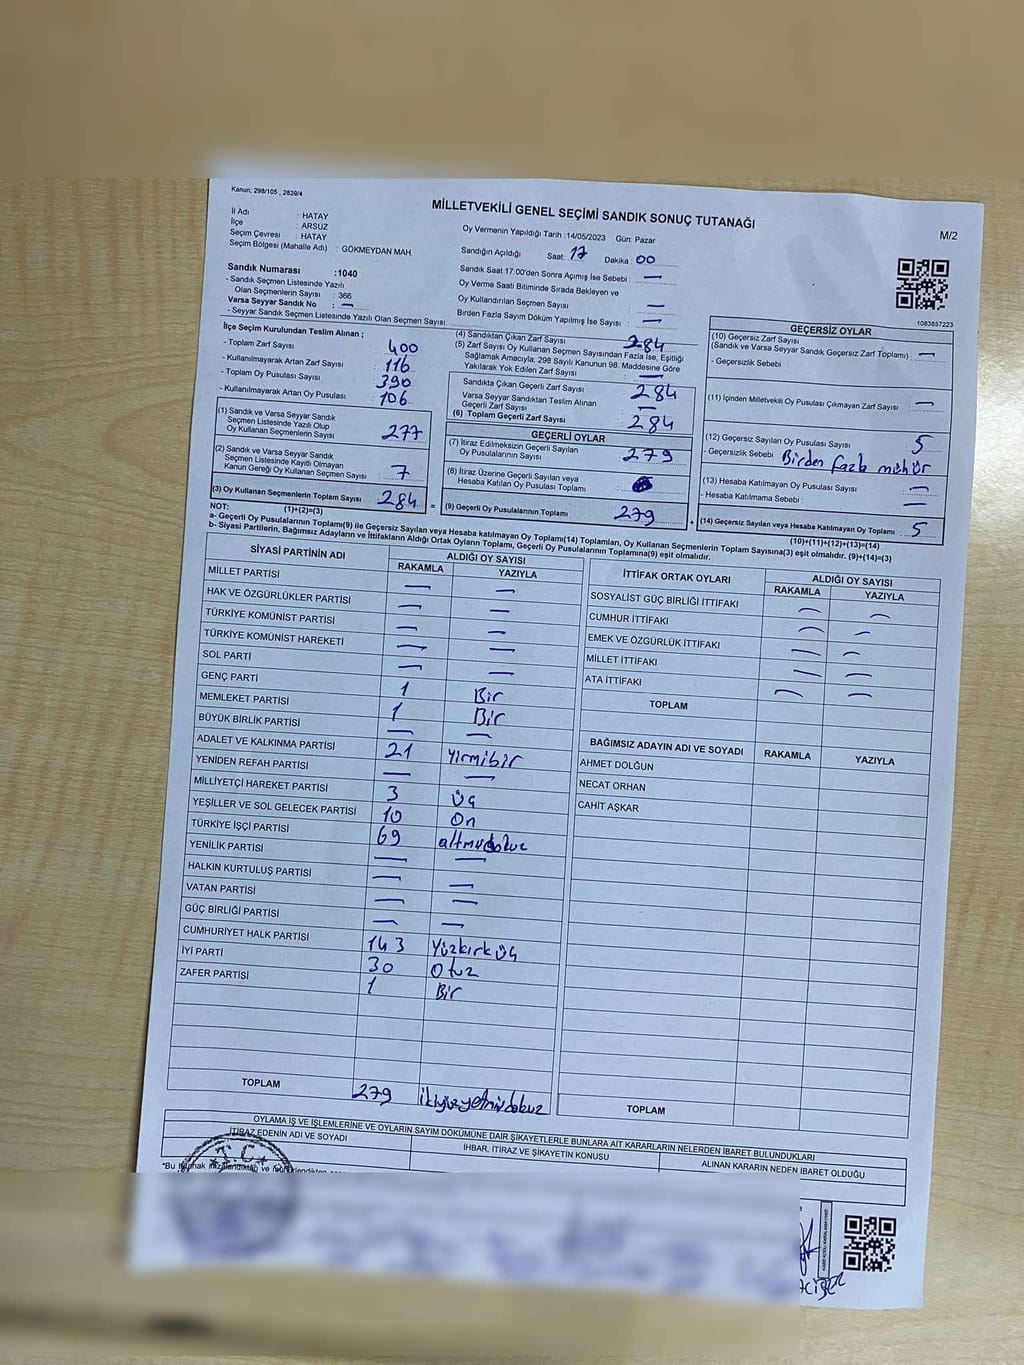 Kanun; 298/105 , 2839/4
MİLLETVEKİLİ GENEL SEÇİMİ SANDIK SONUÇ TUTANAĞI
M/2
İl Adı : HATAY
İlçe : ARSUZ
Seçim Çevresi : HATAY
Seçim Bölgesi (Mahalle Adı) : GÖKMEYDAN MAH.
Oy Vermenin Yapıldığı Tarih :14/05/2023 Gün: Pazar
Sandığın Açıldığı Saat: 17 Dakika 00
Sandık Saat 17:00'den Sonra Açımış İse Sebebi : —
Oy Verme Saati Bitiminde Sırada Bekleyen ve
Oy Kullandırılan Seçmen Sayısı : —
Birden Fazla Sayım Döküm Yapılmış İse Sayısı : —
Sandık Numarası :1040
- Sandık Seçmen Listesinde Yazılı
Olan Seçmenlerin Sayısı : 366
Varsa Seyyar Sandık No : —
- Seyyar Sandık Seçmen Listesinde Yazılı Olan Seçmen Sayısı:
1083857223
İlçe Seçim Kurulundan Teslim Alınan ;
- Toplam Zarf Sayısı : 400
- Kullanılmayarak Artan Zarf Sayısı : 116
- Toplam Oy Pusulası Sayısı : 390
- Kullanılmayarak Artan Oy Pusulası : 106
(1) Sandık ve Varsa Seyyar Sandık
Seçmen Listesinde Yazılı Olup
Oy Kullanan Seçmenlerin Sayısı : 277
(2) Sandık ve Varsa Seyyar Sandık
Seçmen Listesinde Kayıtlı Olmayan
Kanun Gereği Oy Kullanan Seçmen Sayısı : 7
(3) Oy Kullanan Seçmenlerin Toplam Sayısı : 284
(1)+(2)=(3)
(4) Sandıktan Çıkan Zarf Sayısı : 284
(5) Zarf Sayısı Oy Kullanan Seçmen Sayısından Fazla İse, Eşitliği
Sağlamak Amacıyla, 298 Sayılı Kanunun 98. Maddesine Göre
Yakılarak Yok Edilen Zarf Sayısı : —
Sandıkta Çıkan Geçerli Zarf Sayısı : 284
Varsa Seyyar Sandıktan Teslim Alınan
Geçerli Zarf Sayısı : —
(6) Toplam Geçerli Zarf Sayısı : 284
GEÇERLİ OYLAR
(7) İtiraz Edilmeksizin Geçerli Sayılan
Oy Pusulalarının Sayısı : 279
(8) İtiraz Üzerine Geçerli Sayılan veya
Hesaba Katılan Oy Pusulası Toplamı :
= (9) Geçerli Oy Pusulalarının Toplamı : 279 +
GEÇERSİZ OYLAR
(10) Geçersiz Zarf Sayısı
(Sandık ve Varsa Seyyar Sandık Geçersiz Zarf Toplamı) : —
- Geçersizlik Sebebi :
(11) İçinden Milletvekili Oy Pusulası Çıkmayan Zarf Sayısı : —
(12) Geçersiz Sayılan Oy Pusulası Sayısı : 5
- Geçersizlik Sebebi : Birden fazla mühür
(13) Hesaba Katılmayan Oy Pusulası Sayısı : —
- Hesaba Katılmama Sebebi : —
(14) Geçersiz Sayılan veya Hesaba Katılmayan Oy Toplamı : 5
(10)+(11)+(12)+(13)=(14)
NOT:
a- Geçerli Oy Pusulalarının Toplamı(9) ile Geçersiz Sayılan veya Hesaba katılmayan Oy Toplamı(14) Toplamları, Oy Kullanan Seçmenlerin Toplam Sayısına(3) eşit olmalıdır. (9)+(14)=(3)
b- Siyasi Partilerin, Bağımsız Adayların ve İttifakların Aldığı Ortak Oyların Toplamı, Geçerli Oy Pusulalarının Toplamına(9) eşit olmalıdır.
SİYASİ PARTİNİN ADI ALDIĞI OY SAYISI
RAKAMLA YAZIYLA
MİLLET PARTİSİ — —
HAK VE ÖZGÜRLÜKLER PARTİSİ — —
TÜRKİYE KOMÜNİST PARTİSİ — —
TÜRKİYE KOMÜNİST HAREKETİ — —
SOL PARTİ — —
GENÇ PARTİ 1 Bir
MEMLEKET PARTİSİ 1 Bir
BÜYÜK BİRLİK PARTİSİ — —
ADALET VE KALKINMA PARTİSİ 21 yirmibir
YENİDEN REFAH PARTİSİ — —
MİLLİYETÇİ HAREKET PARTİSİ 3 üç
YEŞİLLER VE SOL GELECEK PARTİSİ 10 On
TÜRKİYE İŞÇİ PARTİSİ 69
YENİLİK PARTİSİ — —
HALKIN KURTULUŞ PARTİSİ — —
VATAN PARTİSİ — —
GÜÇ BİRLİĞİ PARTİSİ — —
CUMHURİYET HALK PARTİSİ 143 Yüzkırküç
İYİ PARTİ 30 Otuz
ZAFER PARTİSİ 1 Bir
TOPLAM 279
İTTİFAK ORTAK OYLARI ALDIĞI OY SAYISI
RAKAMLA YAZIYLA
SOSYALİST GÜÇ BİRLİĞİ İTTİFAKI — —
CUMHUR İTTİFAKI — —
EMEK VE ÖZGÜRLÜK İTTİFAKI — —
MİLLET İTTİFAKI — —
ATA İTTİFAKI — —
TOPLAM
BAĞIMSIZ ADAYIN ADI VE SOYADI RAKAMLA YAZIYLA
AHMET DOLĞUN
NECAT ORHAN
CAHİT AŞKAR
TOPLAM
OYLAMA İŞ VE İŞLEMLERİNE VE OYLARIN SAYIM DÖKÜMÜNE DAİR ŞİKAYETLERLE BUNLARA AİT KARARLARIN NELERDEN İBARET BULUNDUKLARI
İTİRAZ EDENİN ADI VE SOYADI İHBAR, İTİRAZ VE ŞİKAYETİN KONUSU ALINAN KARARIN NEDEN İBARET OLDUĞU
T.C.
*Bu